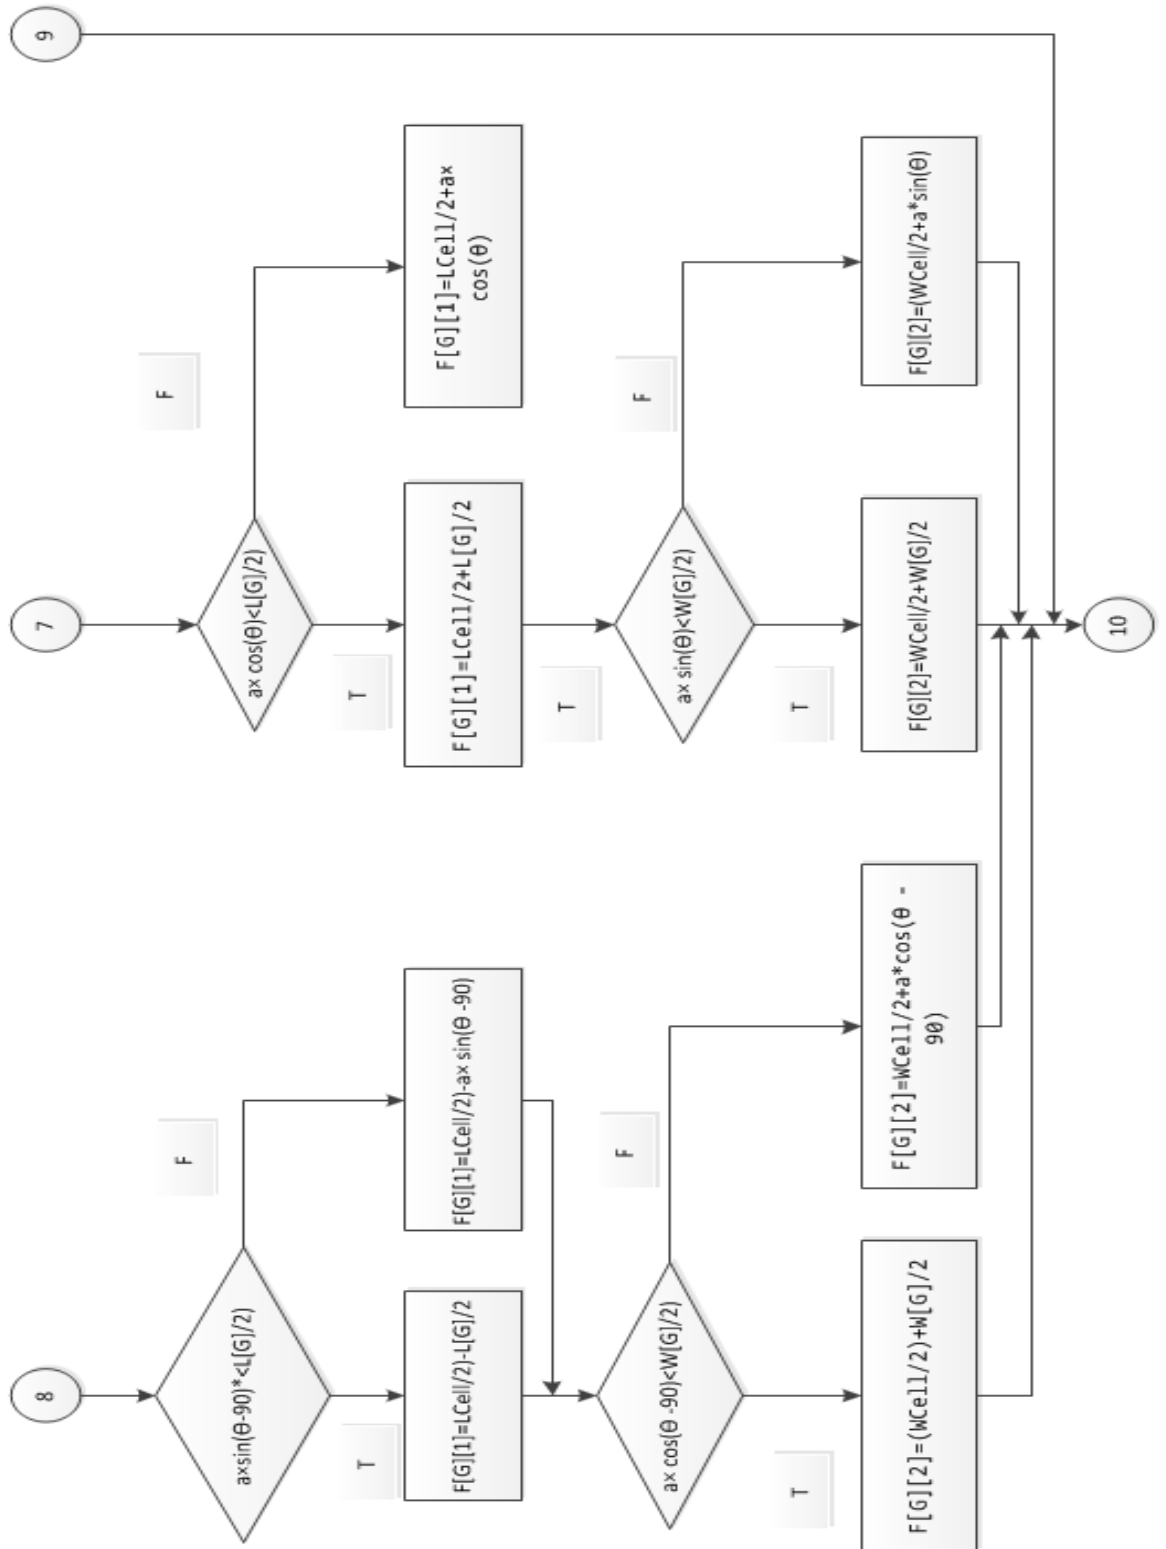 9
7
8
a× cos(θ)<L[G]/2)
F
T
F[G][1]=LCell/2+a×
cos(θ)
F[G][1]=LCell/2+L[G]/2
T
a× sin(θ)<W[G]/2)
F
T
F[G][2]=(WCell/2+a*sin(θ)
F[G][2]=WCell/2+W[G]/2
10
a×sin(θ-90)*<L[G]/2)
F
T
F[G][1]=LCell/2)-a× sin(θ -90)
F[G][1]=LCell/2)-L[G]/2
a× cos(θ -90)<W[G]/2)
F
T
F[G][2]=WCell/2+a*cos(θ -
90)
F[G][2]=(WCell/2)+W[G]/2